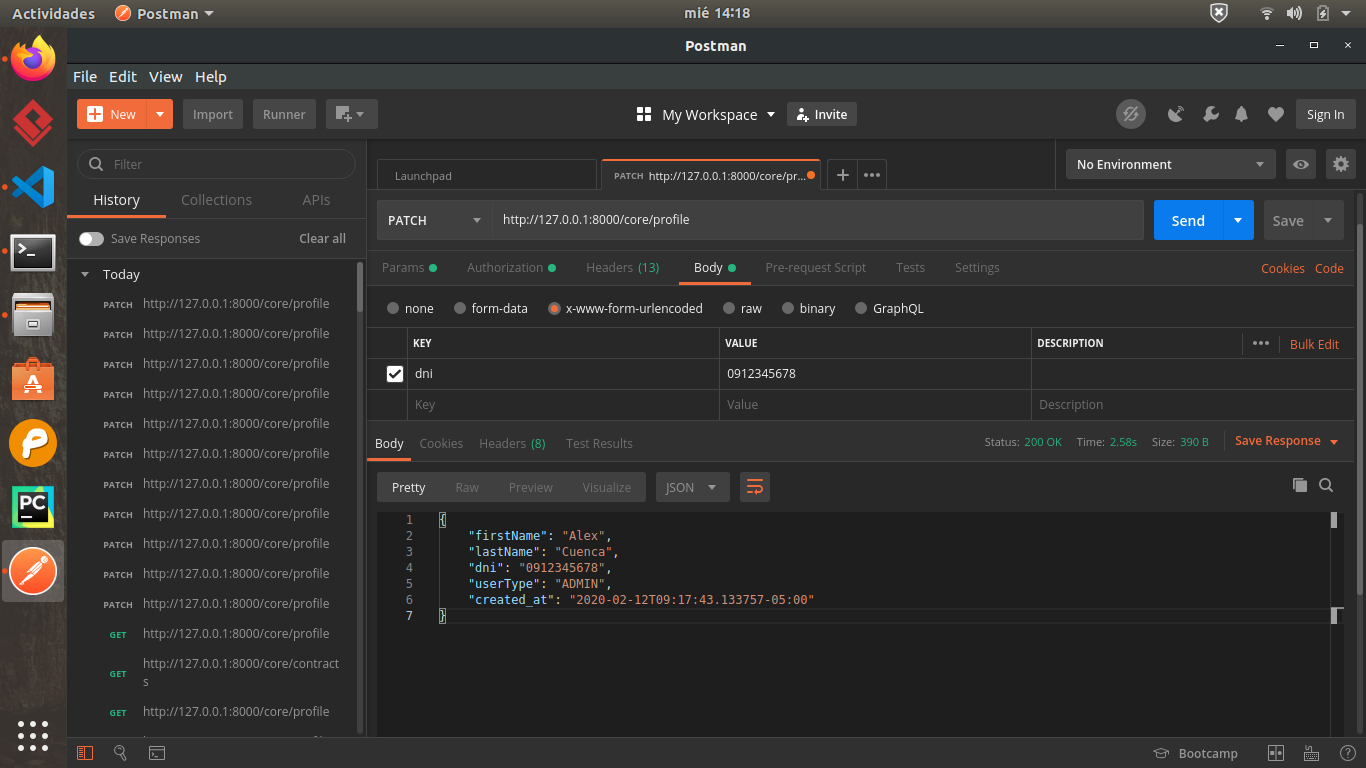 Actividades Postman mié 14:18
Postman
File Edit View Help
New Import Runner My Workspace Invite Sign In
Filter
History Collections APIs
Save Responses Clear all
Today
PATCH http://127.0.0.1:8000/core/profile
PATCH http://127.0.0.1:8000/core/profile
PATCH http://127.0.0.1:8000/core/profile
PATCH http://127.0.0.1:8000/core/profile
PATCH http://127.0.0.1:8000/core/profile
PATCH http://127.0.0.1:8000/core/profile
PATCH http://127.0.0.1:8000/core/profile
PATCH http://127.0.0.1:8000/core/profile
PATCH http://127.0.0.1:8000/core/profile
PATCH http://127.0.0.1:8000/core/profile
PATCH http://127.0.0.1:8000/core/profile
GET http://127.0.0.1:8000/core/profile
GET http://127.0.0.1:8000/core/contract
s
GET http://127.0.0.1:8000/core/profile
Launchpad PATCH http://127.0.0.1:8000/core/pr... No Environment
PATCH http://127.0.0.1:8000/core/profile Send Save
Params Authorization Headers (13) Body Pre-request Script Tests Settings Cookies Code
none form-data x-www-form-urlencoded raw binary GraphQL
KEY VALUE DESCRIPTION ••• Bulk Edit
dni 0912345678
Key Value Description
Body Cookies Headers (8) Test Results Status: 200 OK Time: 2.58s Size: 390 B Save Response
Pretty Raw Preview Visualize JSON
1 {
2 "firstName": "Alex",
3 "lastName": "Cuenca",
4 "dni": "0912345678",
5 "userType": "ADMIN",
6 "created_at": "2020-02-12T09:17:43.133757-05:00"
7 }
PC
Bootcamp